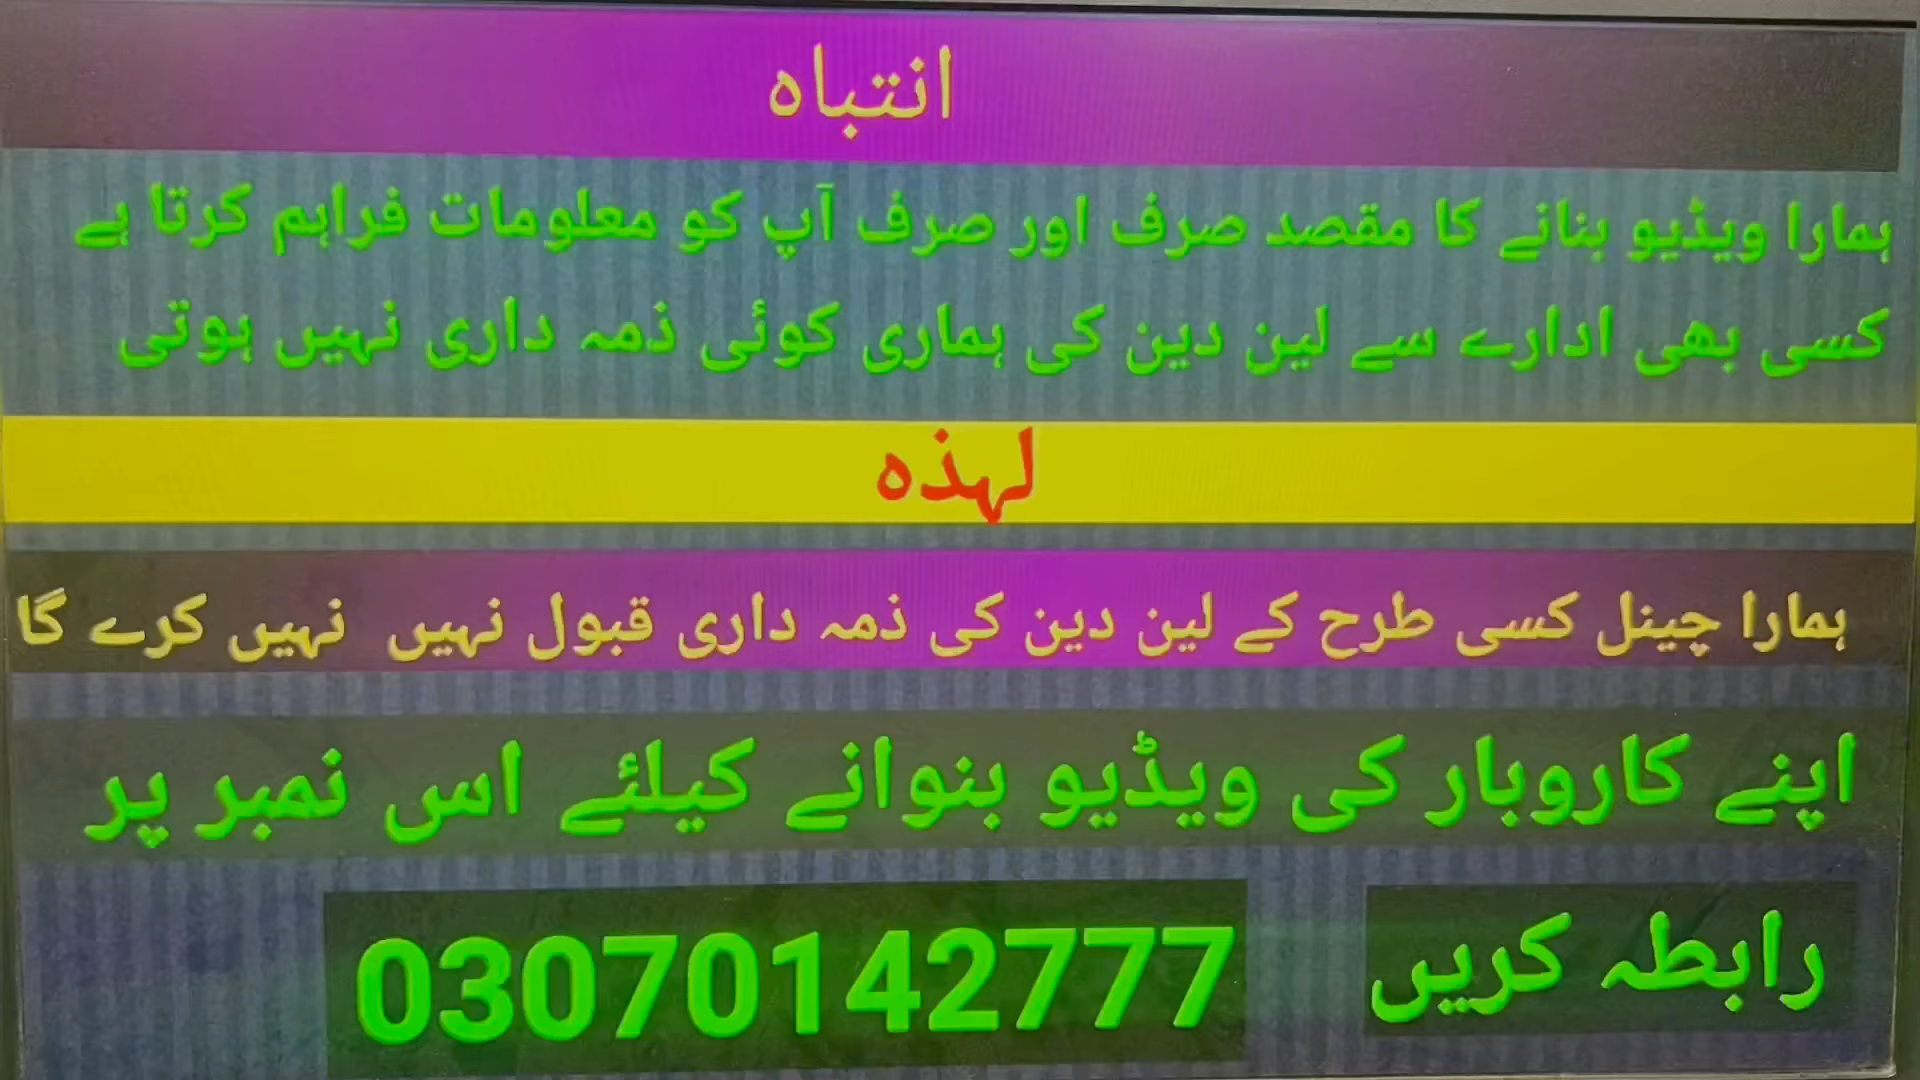 انتباہ
ہمارا ویڈیو بنانے کا مقصد صرف اور صرف آپ کو معلومات فراہم کرتا ہے
کسی بھی ادارے سے لین دین کی ہماری کوئی ذمہ داری نہیں ہوتی
لہذہ
ہمارا چینل کسی طرح کے لین دین کی ذمہ داری قبول نہیں نہیں کرے گا
اپنے کاروبار کی ویڈیو بنوانے کیلئے اس نمبر پر
رابطہ کریں 03070142777